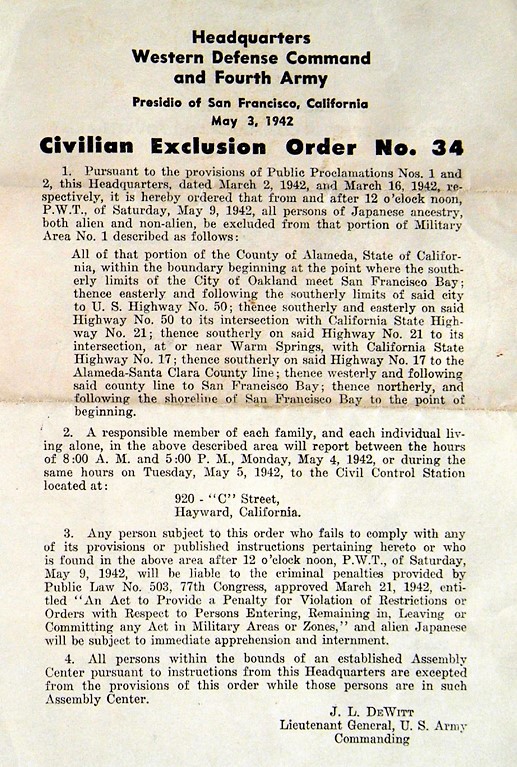 Headquarters
Western Defense Command
and Fourth Army
Presidio of San Francisco, California
May 3, 1942
Civilian Exclusion Order No. 34
1. Pursuant to the provisions of Public Proclamations Nos. 1 and
2, this Headquarters, dated March 2, 1942, and March 16, 1942, re-
spectively, it is hereby ordered that from and after 12 o'clock noon,
P.W.T., of Saturday, May 9, 1942, all persons of Japanese ancestry,
both alien and non-alien, be excluded from that portion of Military
Area No. 1 described as follows:
All of that portion of the County of Alameda, State of Califor-
nia, within the boundary beginning at the point where the south-
erly limits of the City of Oakland meet San Francisco Bay;
thence easterly and following the southerly limits of said city
to U. S. Highway No. 50; thence southerly and easterly on said
Highway No. 50 to its intersection with California State High-
way No. 21; thence southerly on said Highway No. 21 to its
intersection, at or near Warm Springs, with California State
Highway No. 17; thence southerly on said Highway No. 17 to the
Alameda-Santa Clara County line; thence westerly and following
said county line to San Francisco Bay; thence northerly, and
following the shoreline of San Francisco Bay to the point of
beginning.
2. A responsible member of each family, and each individual liv-
ing alone, in the above described area will report between the hours
of 8:00 A. M. and 5:00 P. M., Monday, May 4, 1942, or during the
same hours on Tuesday, May 5, 1942, to the Civil Control Station
located at:
920 - "C" Street,
Hayward, California.
3. Any person subject to this order who fails to comply with any
of its provisions or published instructions pertaining hereto or who
is found in the above area after 12 o'clock noon, P.W.T., of Saturday,
May 9, 1942, will be liable to the criminal penalties provided by
Public Law No. 503, 77th Congress, approved March 21, 1942, enti-
tled "An Act to Provide a Penalty for Violation of Restrictions or
Orders with Respect to Persons Entering, Remaining in, Leaving or
Committing any Act in Military Areas or Zones," and alien Japanese
will be subject to immediate apprehension and internment.
4. All persons within the bounds of an established Assembly
Center pursuant to instructions from this Headquarters are excepted
from the provisions of this order while those persons are in such
Assembly Center.
J. L. DEWITT
Lieutenant General, U. S. Army
Commanding